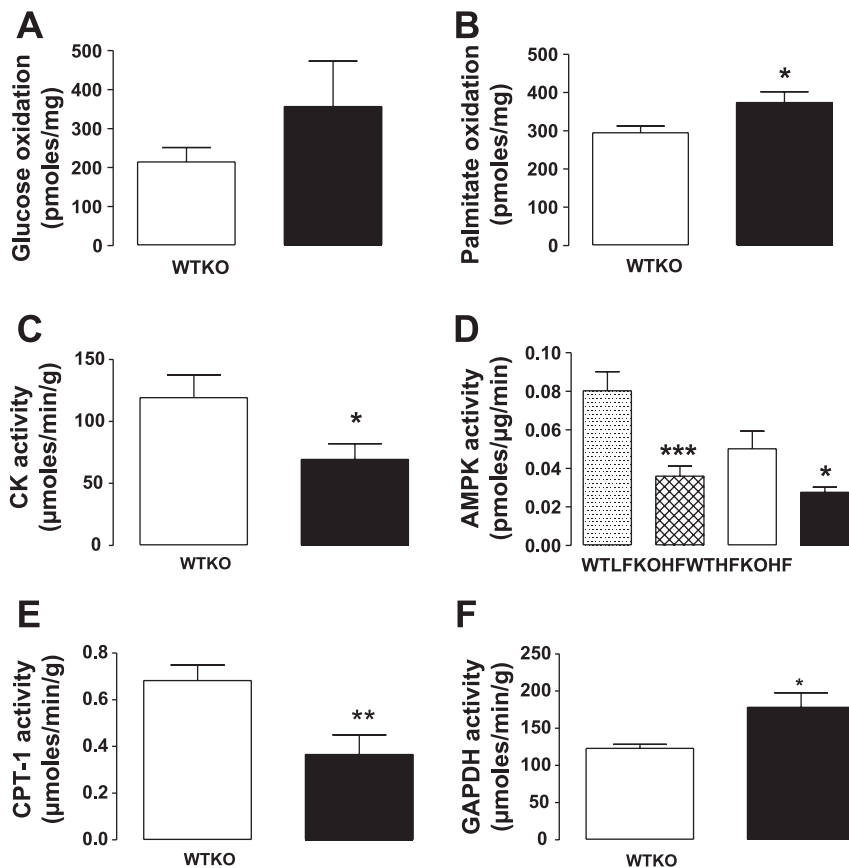 A
Glucose oxidation
(pmoles/mg)
500
400
300
200
100
0
WTKO
B
Palmitate oxidation
(pmoles/mg)
500
400
300
200
100
0
*
WTKO
C
CK activity
(µmoles/min/g)
150
100
50
0
*
WTKO
D
AMPK activity
(pmoles/µg/min)
0.10
0.08
0.06
0.04
0.02
0.00
***
*
WTLFKOHFWTHFKOHF
E
CPT-1 activity
(µmoles/min/g)
0.8
0.6
0.4
0.2
0.0
**
WTKO
F
GAPDH activity
(µmoles/min/g)
250
200
150
100
50
0
*
WTKO